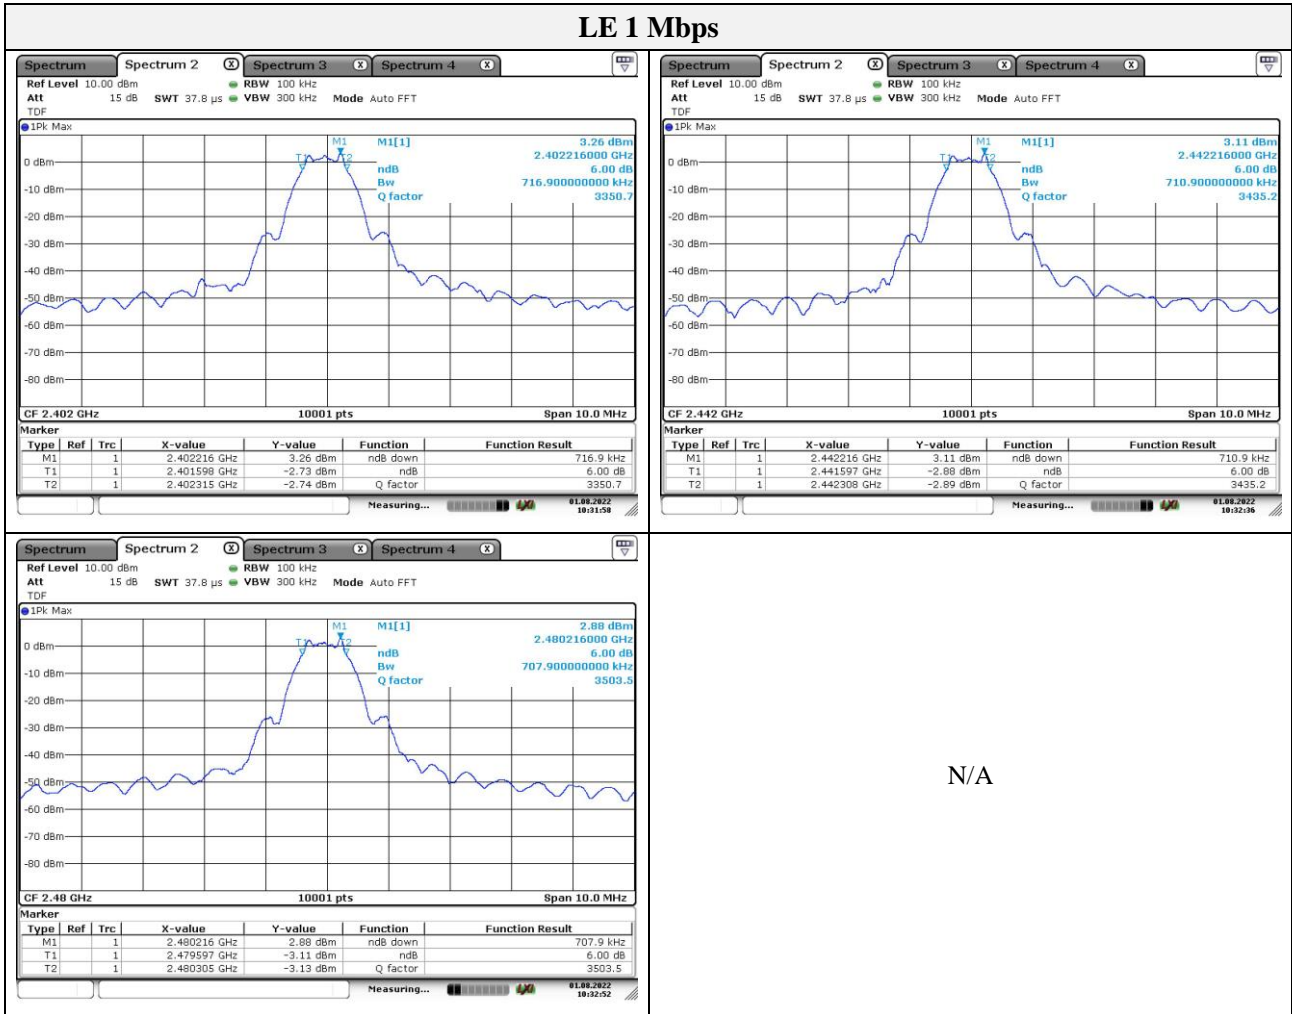 LE 1 Mbps
Spectrum Spectrum 2 Spectrum 3 Spectrum 4
Ref Level 10.00 dBm RBW 100 kHz
Att 15 dB SWT 37.8 µs VBW 300 kHz Mode Auto FFT
TDF
1Pk Max
M1 M1[1] 3.26 dBm
2.402216000 GHz
T1 T2 ndB 6.00 dB
Bw 716.900000000 kHz
Q factor 3350.7
0 dBm
-10 dBm
-20 dBm
-30 dBm
-40 dBm
-50 dBm
-60 dBm
-70 dBm
-80 dBm
CF 2.402 GHz 10001 pts Span 10.0 MHz
Marker
Type Ref Trc X-value Y-value Function Function Result
M1 1 2.402216 GHz 3.26 dBm ndB down 716.9 kHz
T1 1 2.401598 GHz -2.73 dBm ndB 6.00 dB
T2 1 2.402315 GHz -2.74 dBm Q factor 3350.7
Measuring... LXI 01.08.2022
10:31:58
Spectrum Spectrum 2 Spectrum 3 Spectrum 4
Ref Level 10.00 dBm RBW 100 kHz
Att 15 dB SWT 37.8 µs VBW 300 kHz Mode Auto FFT
TDF
1Pk Max
M1 M1[1] 3.11 dBm
2.442216000 GHz
T1 T2 ndB 6.00 dB
Bw 710.900000000 kHz
Q factor 3435.2
0 dBm
-10 dBm
-20 dBm
-30 dBm
-40 dBm
-50 dBm
-60 dBm
-70 dBm
-80 dBm
CF 2.442 GHz 10001 pts Span 10.0 MHz
Marker
Type Ref Trc X-value Y-value Function Function Result
M1 1 2.442216 GHz 3.11 dBm ndB down 710.9 kHz
T1 1 2.441597 GHz -2.88 dBm ndB 6.00 dB
T2 1 2.442308 GHz -2.89 dBm Q factor 3435.2
Measuring... LXI 01.08.2022
10:32:36
Spectrum Spectrum 2 Spectrum 3 Spectrum 4
Ref Level 10.00 dBm RBW 100 kHz
Att 15 dB SWT 37.8 µs VBW 300 kHz Mode Auto FFT
TDF
1Pk Max
M1 M1[1] 2.88 dBm
2.480216000 GHz
T1 T2 ndB 6.00 dB
Bw 707.900000000 kHz
Q factor 3503.5
0 dBm
-10 dBm
-20 dBm
-30 dBm
-40 dBm
-50 dBm
-60 dBm
-70 dBm
-80 dBm
CF 2.48 GHz 10001 pts Span 10.0 MHz
Marker
Type Ref Trc X-value Y-value Function Function Result
M1 1 2.480216 GHz 2.88 dBm ndB down 707.9 kHz
T1 1 2.479597 GHz -3.11 dBm ndB 6.00 dB
T2 1 2.480305 GHz -3.13 dBm Q factor 3503.5
Measuring... LXI 01.08.2022
10:32:52
N/A